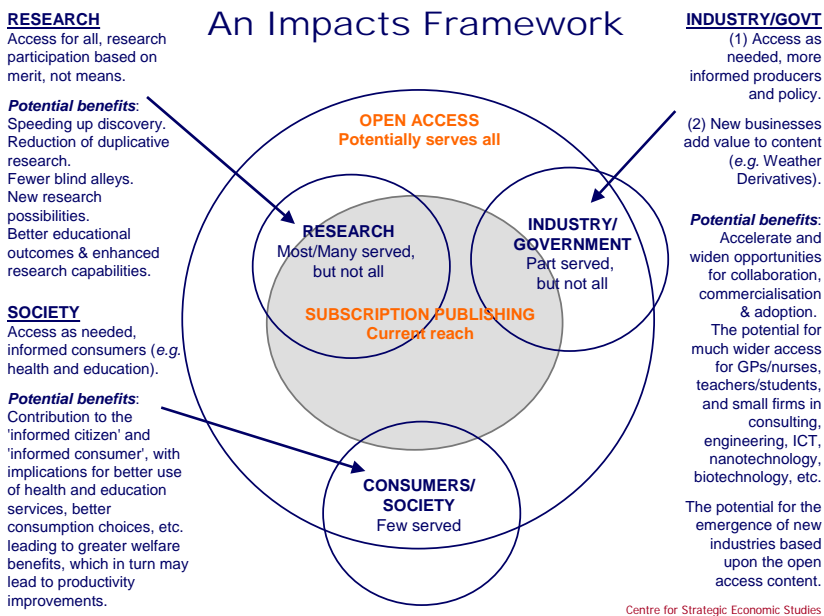 An Impacts Framework
RESEARCH
Access for all, research
participation based on
merit, not means.
Potential benefits:
Speeding up discovery.
Reduction of duplicative
research.
Fewer blind alleys.
New research
possibilities.
Better educational
outcomes & enhanced
research capabilities.
SOCIETY
Access as needed,
informed consumers (e.g.
health and education).
Potential benefits:
Contribution to the
'informed citizen' and
'informed consumer', with
implications for better use
of health and education
services, better
consumption choices, etc.
leading to greater welfare
benefits, which in turn may
lead to productivity
improvements.
OPEN ACCESS
Potentially serves all
RESEARCH
Most/Many served,
but not all
INDUSTRY/
GOVERNMENT
Part served,
but not all
SUBSCRIPTION PUBLISHING
Current reach
CONSUMERS/
SOCIETY
Few served
INDUSTRY/GOVT
(1) Access as
needed, more
informed producers
and policy.
(2) New businesses
add value to content
(e.g. Weather
Derivatives).
Potential benefits:
Accelerate and
widen opportunities
for collaboration,
commercialisation
& adoption.
The potential for
much wider access
for GPs/nurses,
teachers/students,
and small firms in
consulting,
engineering, ICT,
nanotechnology,
biotechnology, etc.
The potential for the
emergence of new
industries based
upon the open
access content.
Centre for Strategic Economic Studies